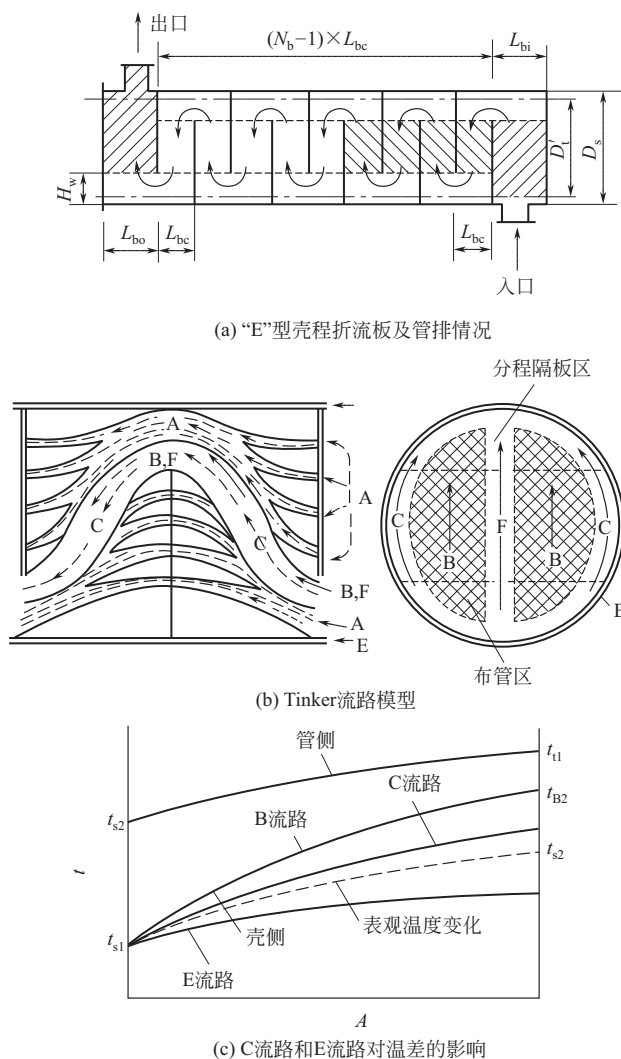 出口
(N_b−1)×L_bc
L_bi
H_w
D′_t
D_s
L_bo
L_bc
L_bc
入口
(a) “E”型壳程折流板及管排情况
分程隔板区
A
B,F
C
C
A
B,F
A
E
C
B
F
B
C
E
布管区
(b) Tinker流路模型
管侧
t_t1
C流路
t_B2
t_s2
B流路
t_s2
t
t_s1
壳侧
表观温度变化
E流路
A
(c) C流路和E流路对温差的影响